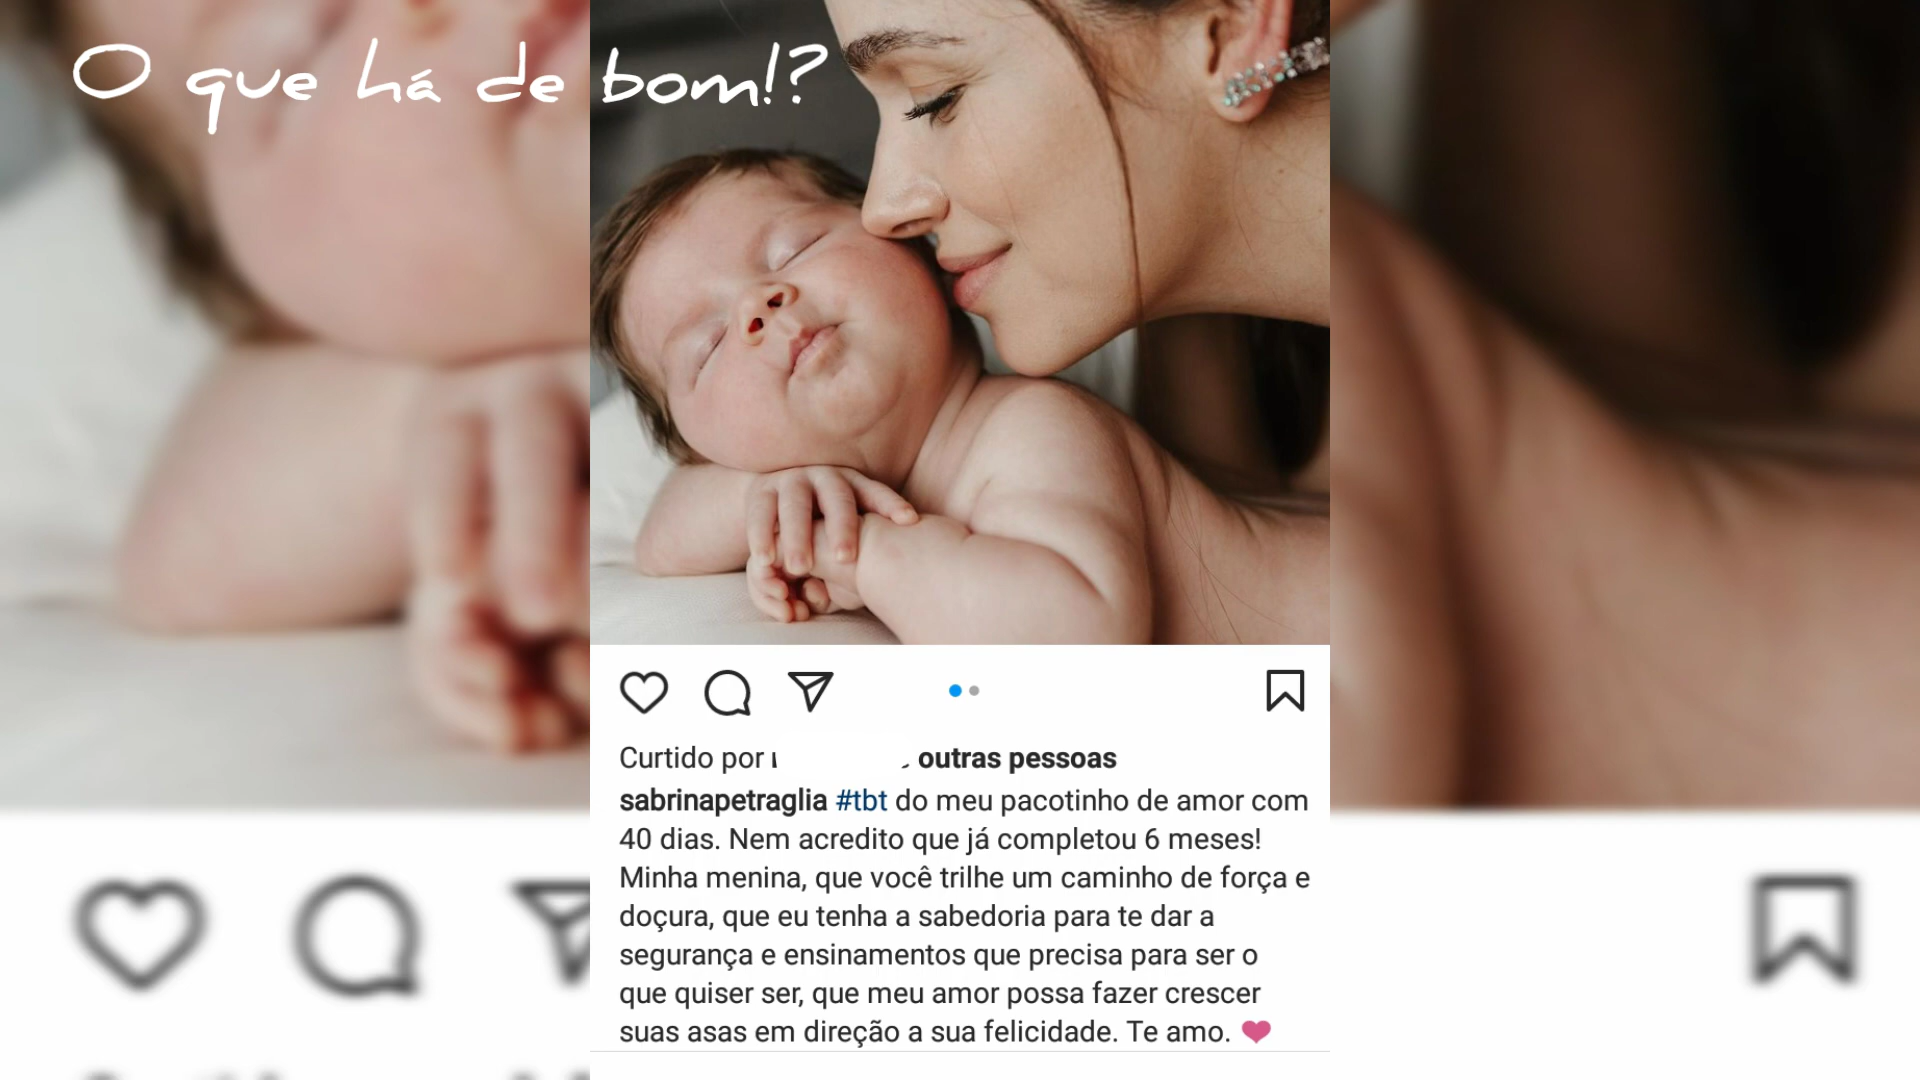 O que há de bom!?
Curtido por outras pessoas
sabrinapetraglia #tbt do meu pacotinho de amor com
40 dias. Nem acredito que já completou 6 meses!
Minha menina, que você trilhe um caminho de força e
doçura, que eu tenha a sabedoria para te dar a
segurança e ensinamentos que precisa para ser o
que quiser ser, que meu amor possa fazer crescer
suas asas em direção a sua felicidade. Te amo. ❤